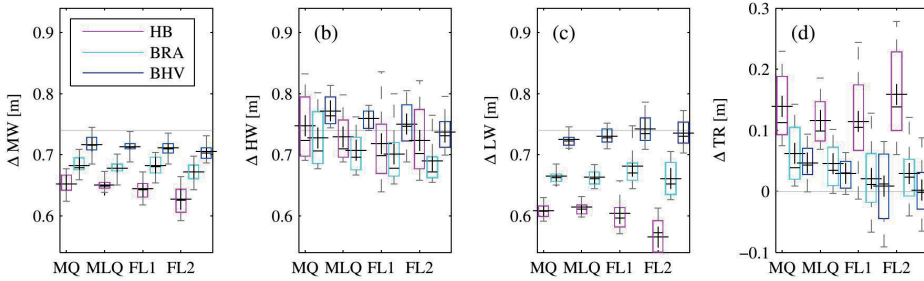 HB
BRA
BHV
Δ MW [m]
0.9
0.8
0.7
0.6
MQ MLQ FL1 FL2
(b)
Δ HW [m]
0.9
0.8
0.7
0.6
MQ MLQ FL1 FL2
(c)
Δ LW [m]
0.9
0.8
0.7
0.6
MQ MLQ FL1 FL2
(d)
Δ TR [m]
0.3
0.2
0.1
0
-0.1
MQ MLQ FL1 FL2